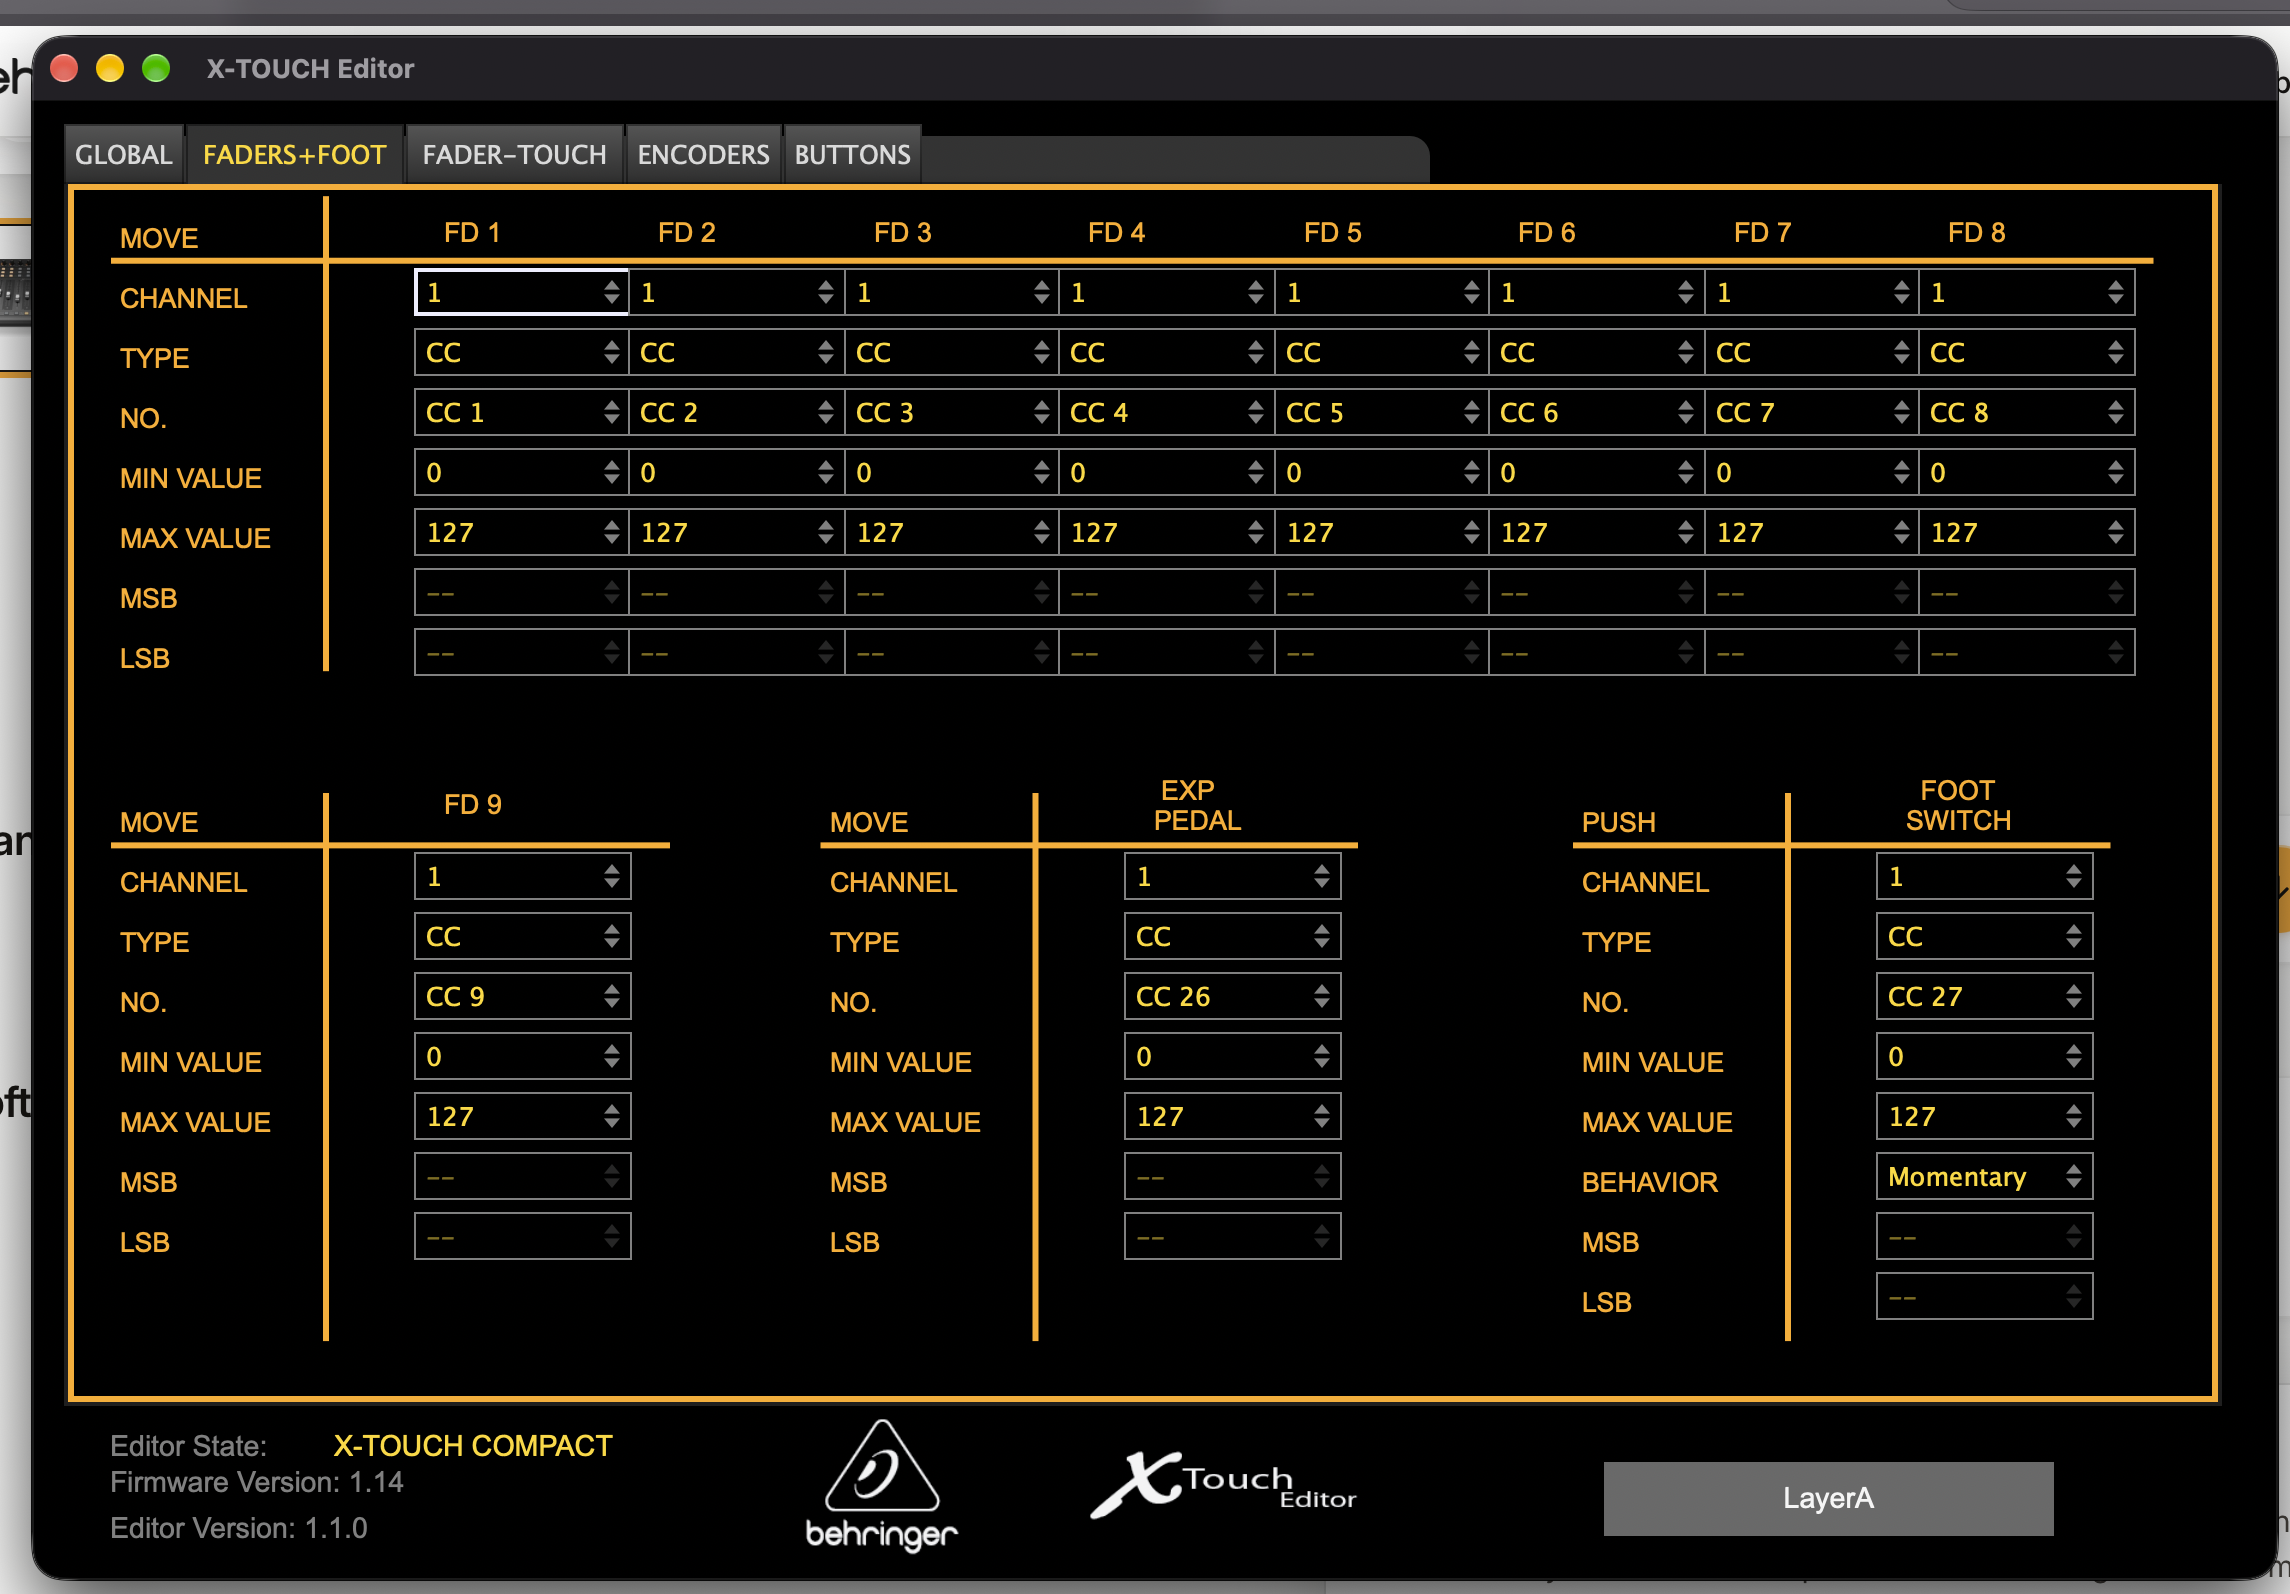 X-TOUCH Editor
GLOBAL FADERS+FOOT FADER-TOUCH ENCODERS BUTTONS
MOVE FD 1 FD 2 FD 3 FD 4 FD 5 FD 6 FD 7 FD 8
CHANNEL 1 1 1 1 1 1 1 1
TYPE CC CC CC CC CC CC CC CC
NO. CC 1 CC 2 CC 3 CC 4 CC 5 CC 6 CC 7 CC 8
MIN VALUE 0 0 0 0 0 0 0 0
MAX VALUE 127 127 127 127 127 127 127 127
MSB -- -- -- -- -- -- -- --
LSB -- -- -- -- -- -- -- --
MOVE FD 9
CHANNEL 1
TYPE CC
NO. CC 9
MIN VALUE 0
MAX VALUE 127
MSB --
LSB --
MOVE EXP
PEDAL
CHANNEL 1
TYPE CC
NO. CC 26
MIN VALUE 0
MAX VALUE 127
MSB --
LSB --
PUSH FOOT
SWITCH
CHANNEL 1
TYPE CC
NO. CC 27
MIN VALUE 0
MAX VALUE 127
BEHAVIOR Momentary
MSB --
LSB --
Editor State: X-TOUCH COMPACT
Firmware Version: 1.14
Editor Version: 1.1.0
behringer
X Touch
Editor
LayerA